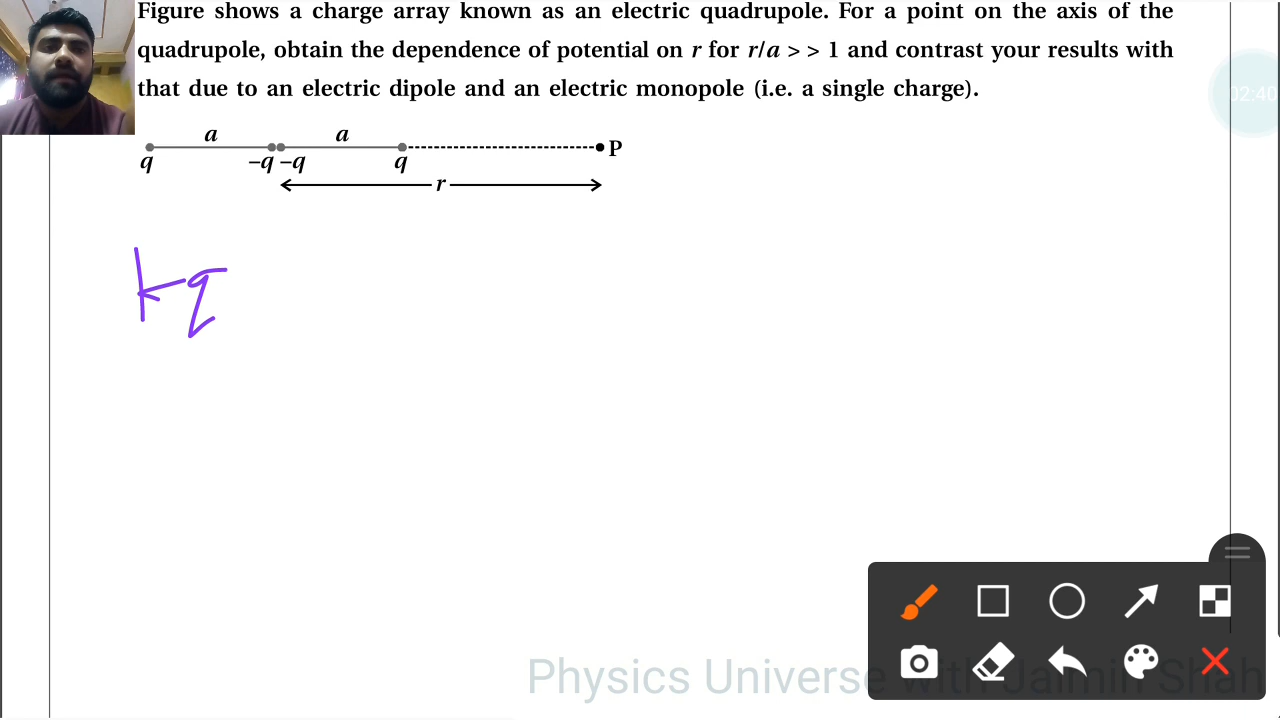 Figure shows a charge array known as an electric quadrupole. For a point on the axis of the
quadrupole, obtain the dependence of potential on r for r/a > > 1 and contrast your results with
that due to an electric dipole and an electric monopole (i.e. a single charge).
02:40
a a
P
q –q –q q
r
kq
Physics Universe with Jaimin Shah